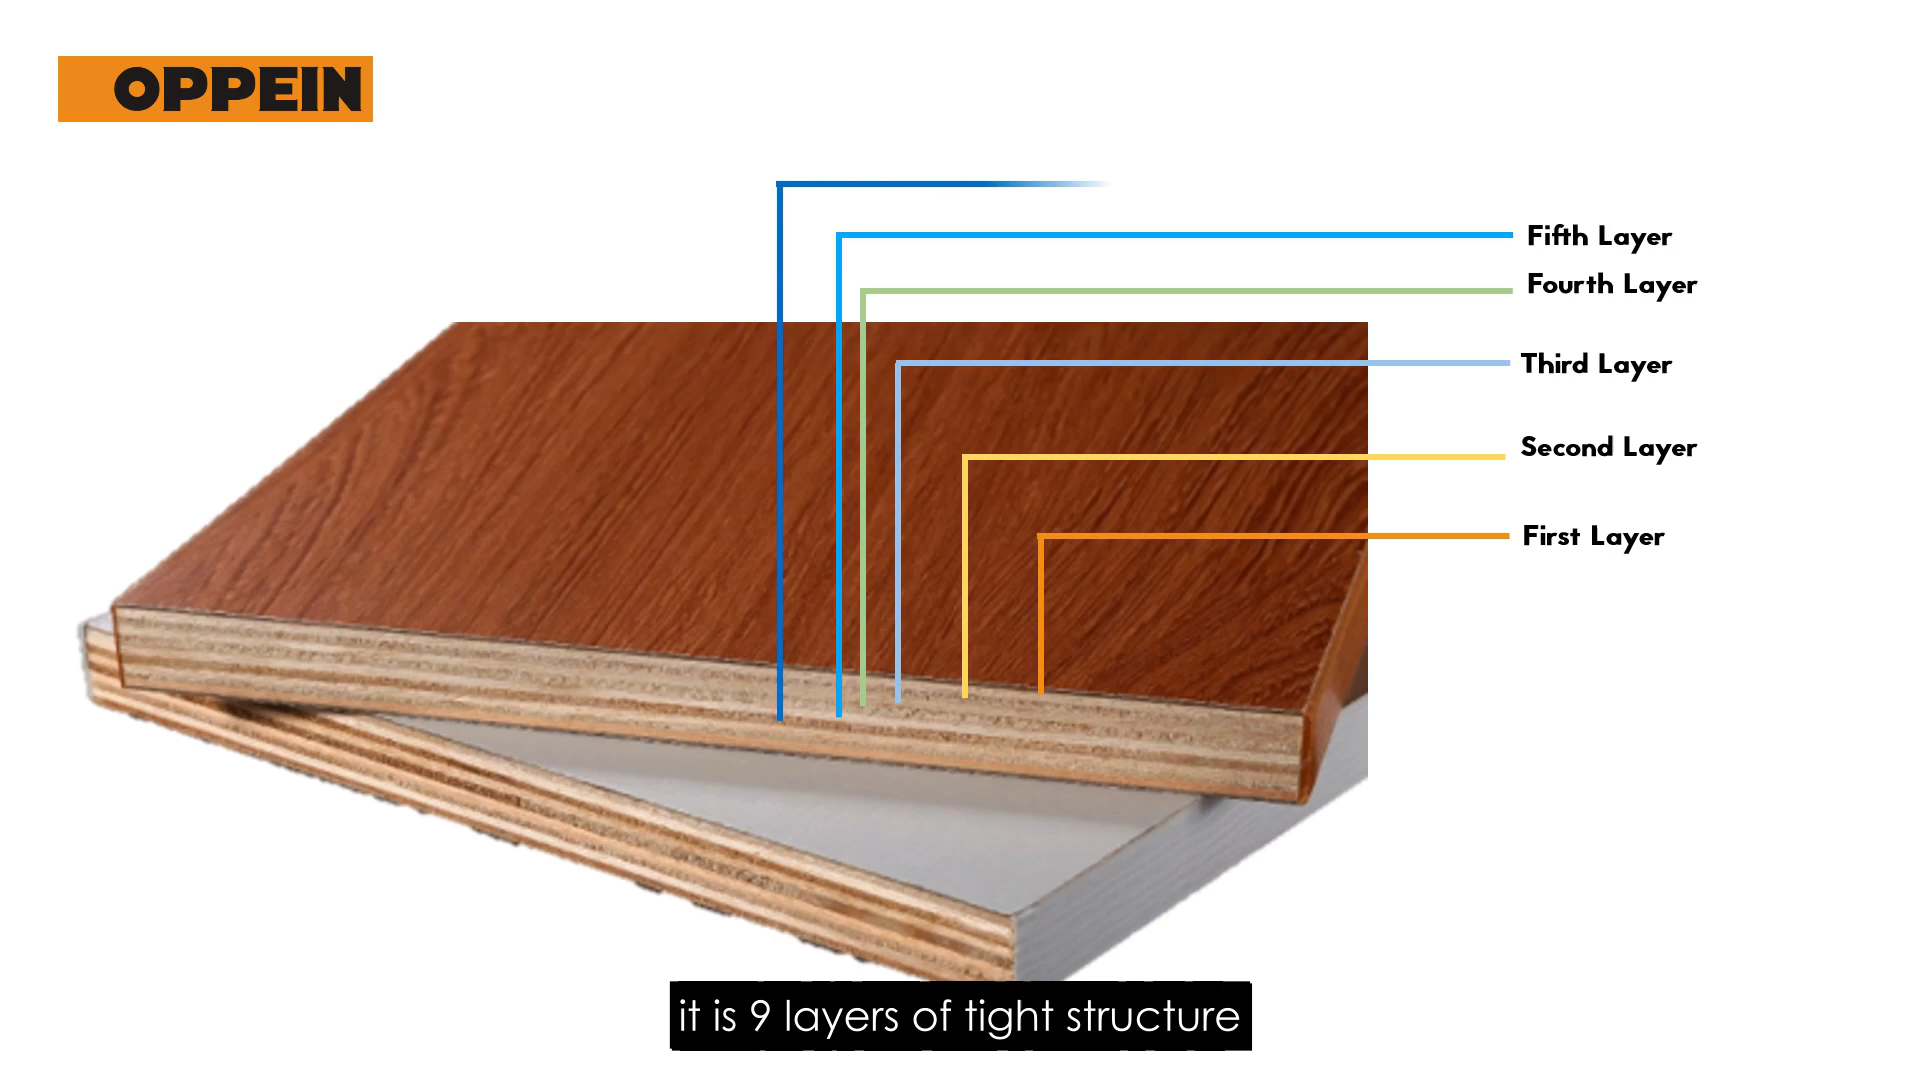 OPPEIN
Fifth Layer
Fourth Layer
Third Layer
Second Layer
First Layer
it is 9 layers of tight structure